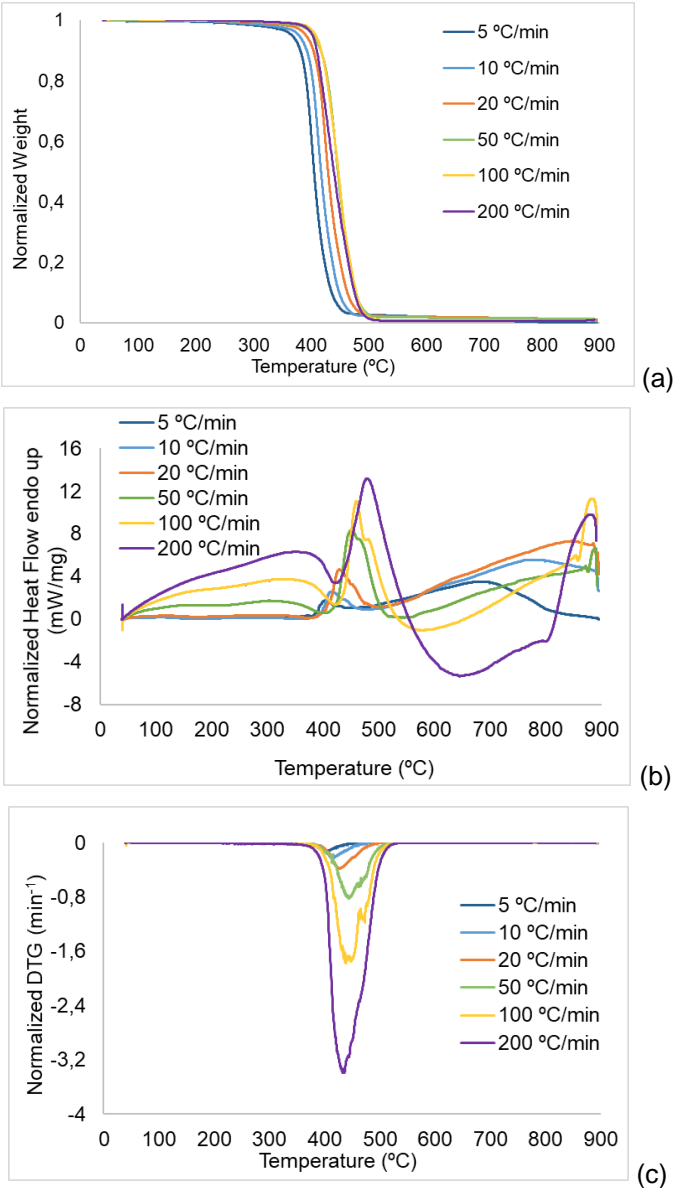 1
0,8
0,6
0,4
0,2
0
Normalized Weight
5 ºC/min
10 ºC/min
20 ºC/min
50 ºC/min
100 ºC/min
200 ºC/min
0 100 200 300 400 500 600 700 800 900
Temperature (ºC)
(a)
5 ºC/min
10 ºC/min
20 ºC/min
50 ºC/min
100 ºC/min
200 ºC/min
16
12
8
4
0
-4
-8
Normalized Heat Flow endo up
(mW/mg)
0 100 200 300 400 500 600 700 800 900
Temperature (ºC)
(b)
0
-0,8
-1,6
-2,4
-3,2
-4
Normalized DTG (min⁻¹)
5 ºC/min
10 ºC/min
20 ºC/min
50 ºC/min
100 ºC/min
200 ºC/min
0 100 200 300 400 500 600 700 800 900
Temperature (ºC)
(c)